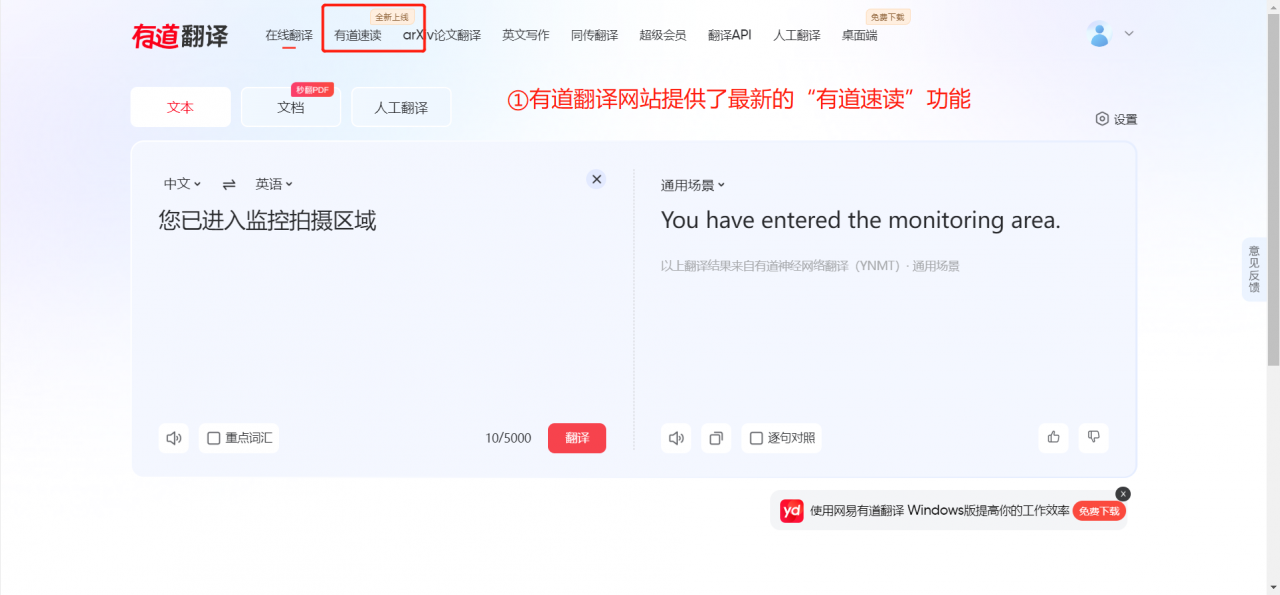 全新上线
免费下载
有道翻译 在线翻译 有道速读 arXiv论文翻译 英文写作 同传翻译 超级会员 翻译API 人工翻译 桌面端
秒翻PDF
文本 文档 人工翻译
①有道翻译网站提供了最新的“有道速读”功能
设置
中文 英语
通用场景
您已进入监控拍摄区域
You have entered the monitoring area.
以上翻译结果来自有道神经网络翻译（YNMT）· 通用场景
意见反馈
重点词汇 10/5000 翻译
逐句对照
yd 使用网易有道翻译 Windows版提高你的工作效率 免费下载